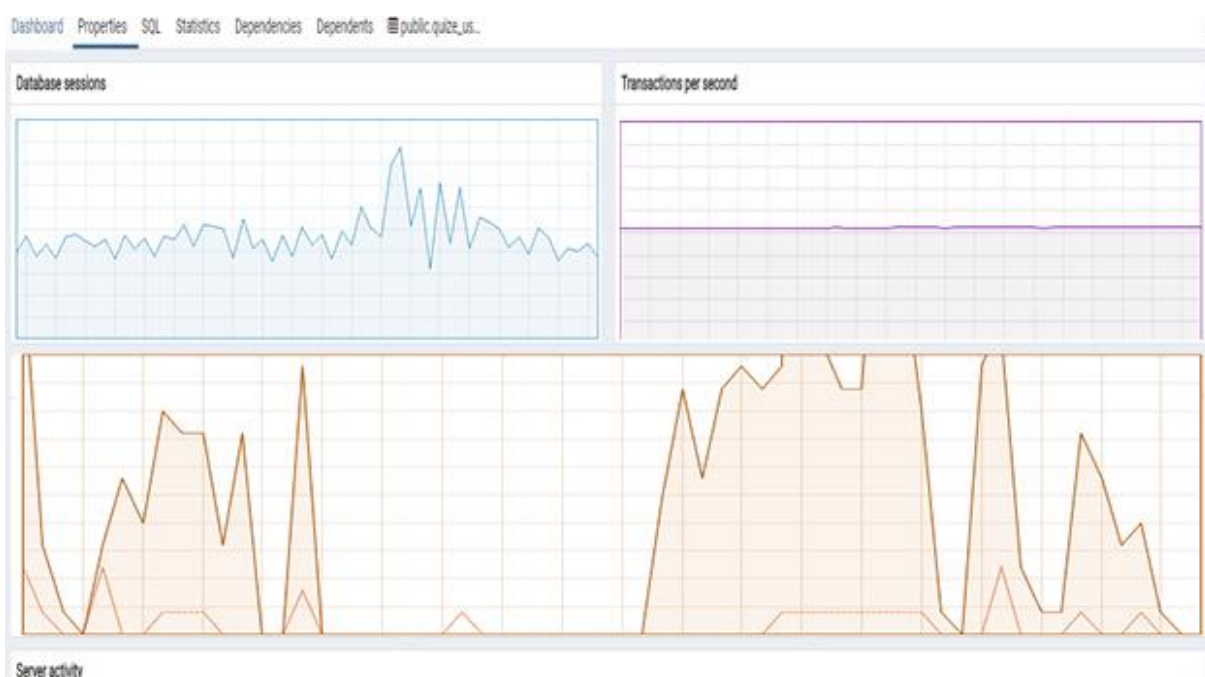 Dashboard Properties SQL Statistics Dependencies Dependents public.quize_us...
Database sessions
Transactions per second
Server activity